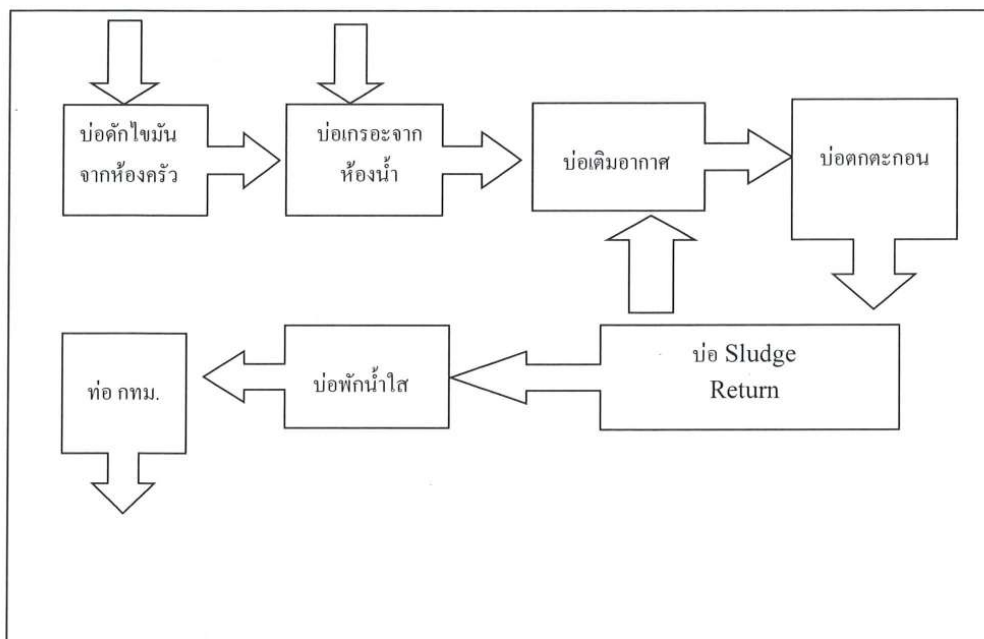 บ่อดักไขมัน
จากห้องครัว
บ่อเกรอะจาก
ห้องน้ำ
บ่อเติมอากาศ
บ่อตกตะกอน
ท่อ กทม.
บ่อพักน้ำใส
บ่อ Sludge
Return